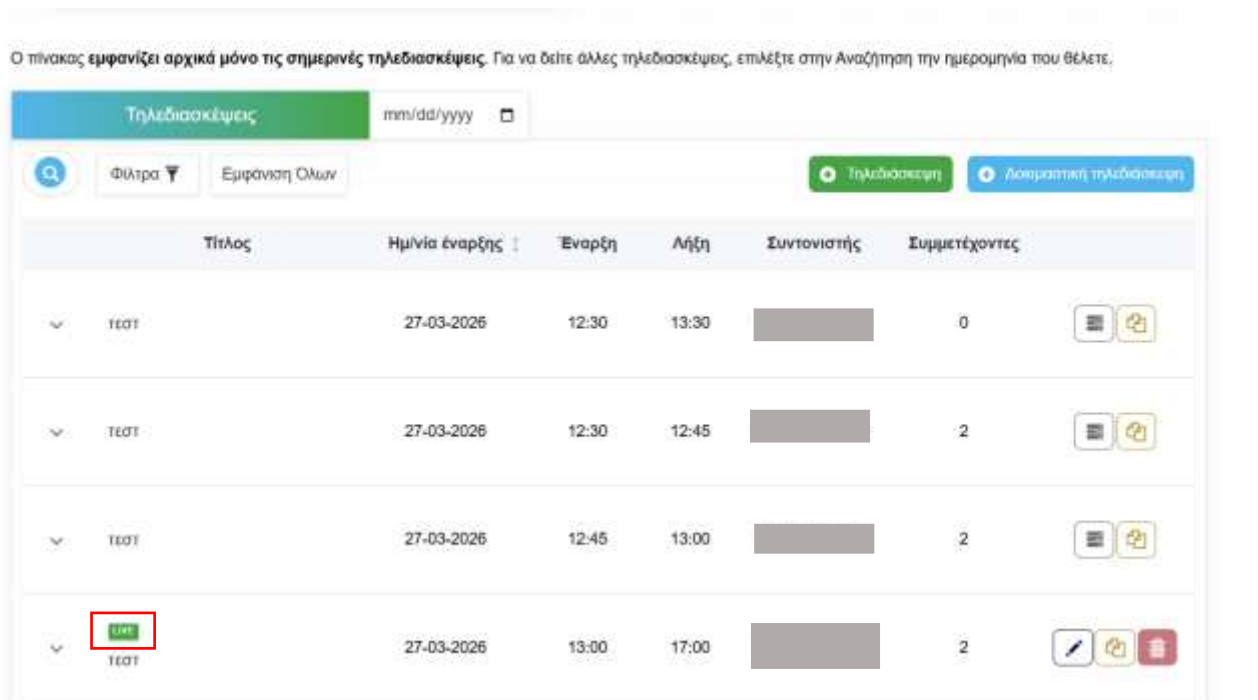 Ο πίνακας εμφανίζει αρχικά μόνο τις σημερινές τηλεδιασκέψεις. Για να δείτε άλλες τηλεδιασκέψεις, επιλέξτε στην Αναζήτηση την ημερομηνία που θέλετε.
Τηλεδιασκέψεις mm/dd/yyyy
Φίλτρα Εμφάνιση Όλων Τηλεδιάσκεψη Δοκιμαστική τηλεδιάσκεψη
Τίτλος Ημ/νία έναρξης Έναρξη Λήξη Συντονιστής Συμμετέχοντες
τεστ 27-03-2026 12:30 13:30 0
τεστ 27-03-2026 12:30 12:45 2
τεστ 27-03-2026 12:45 13:00 2
LIVE
τεστ 27-03-2026 13:00 17:00 2